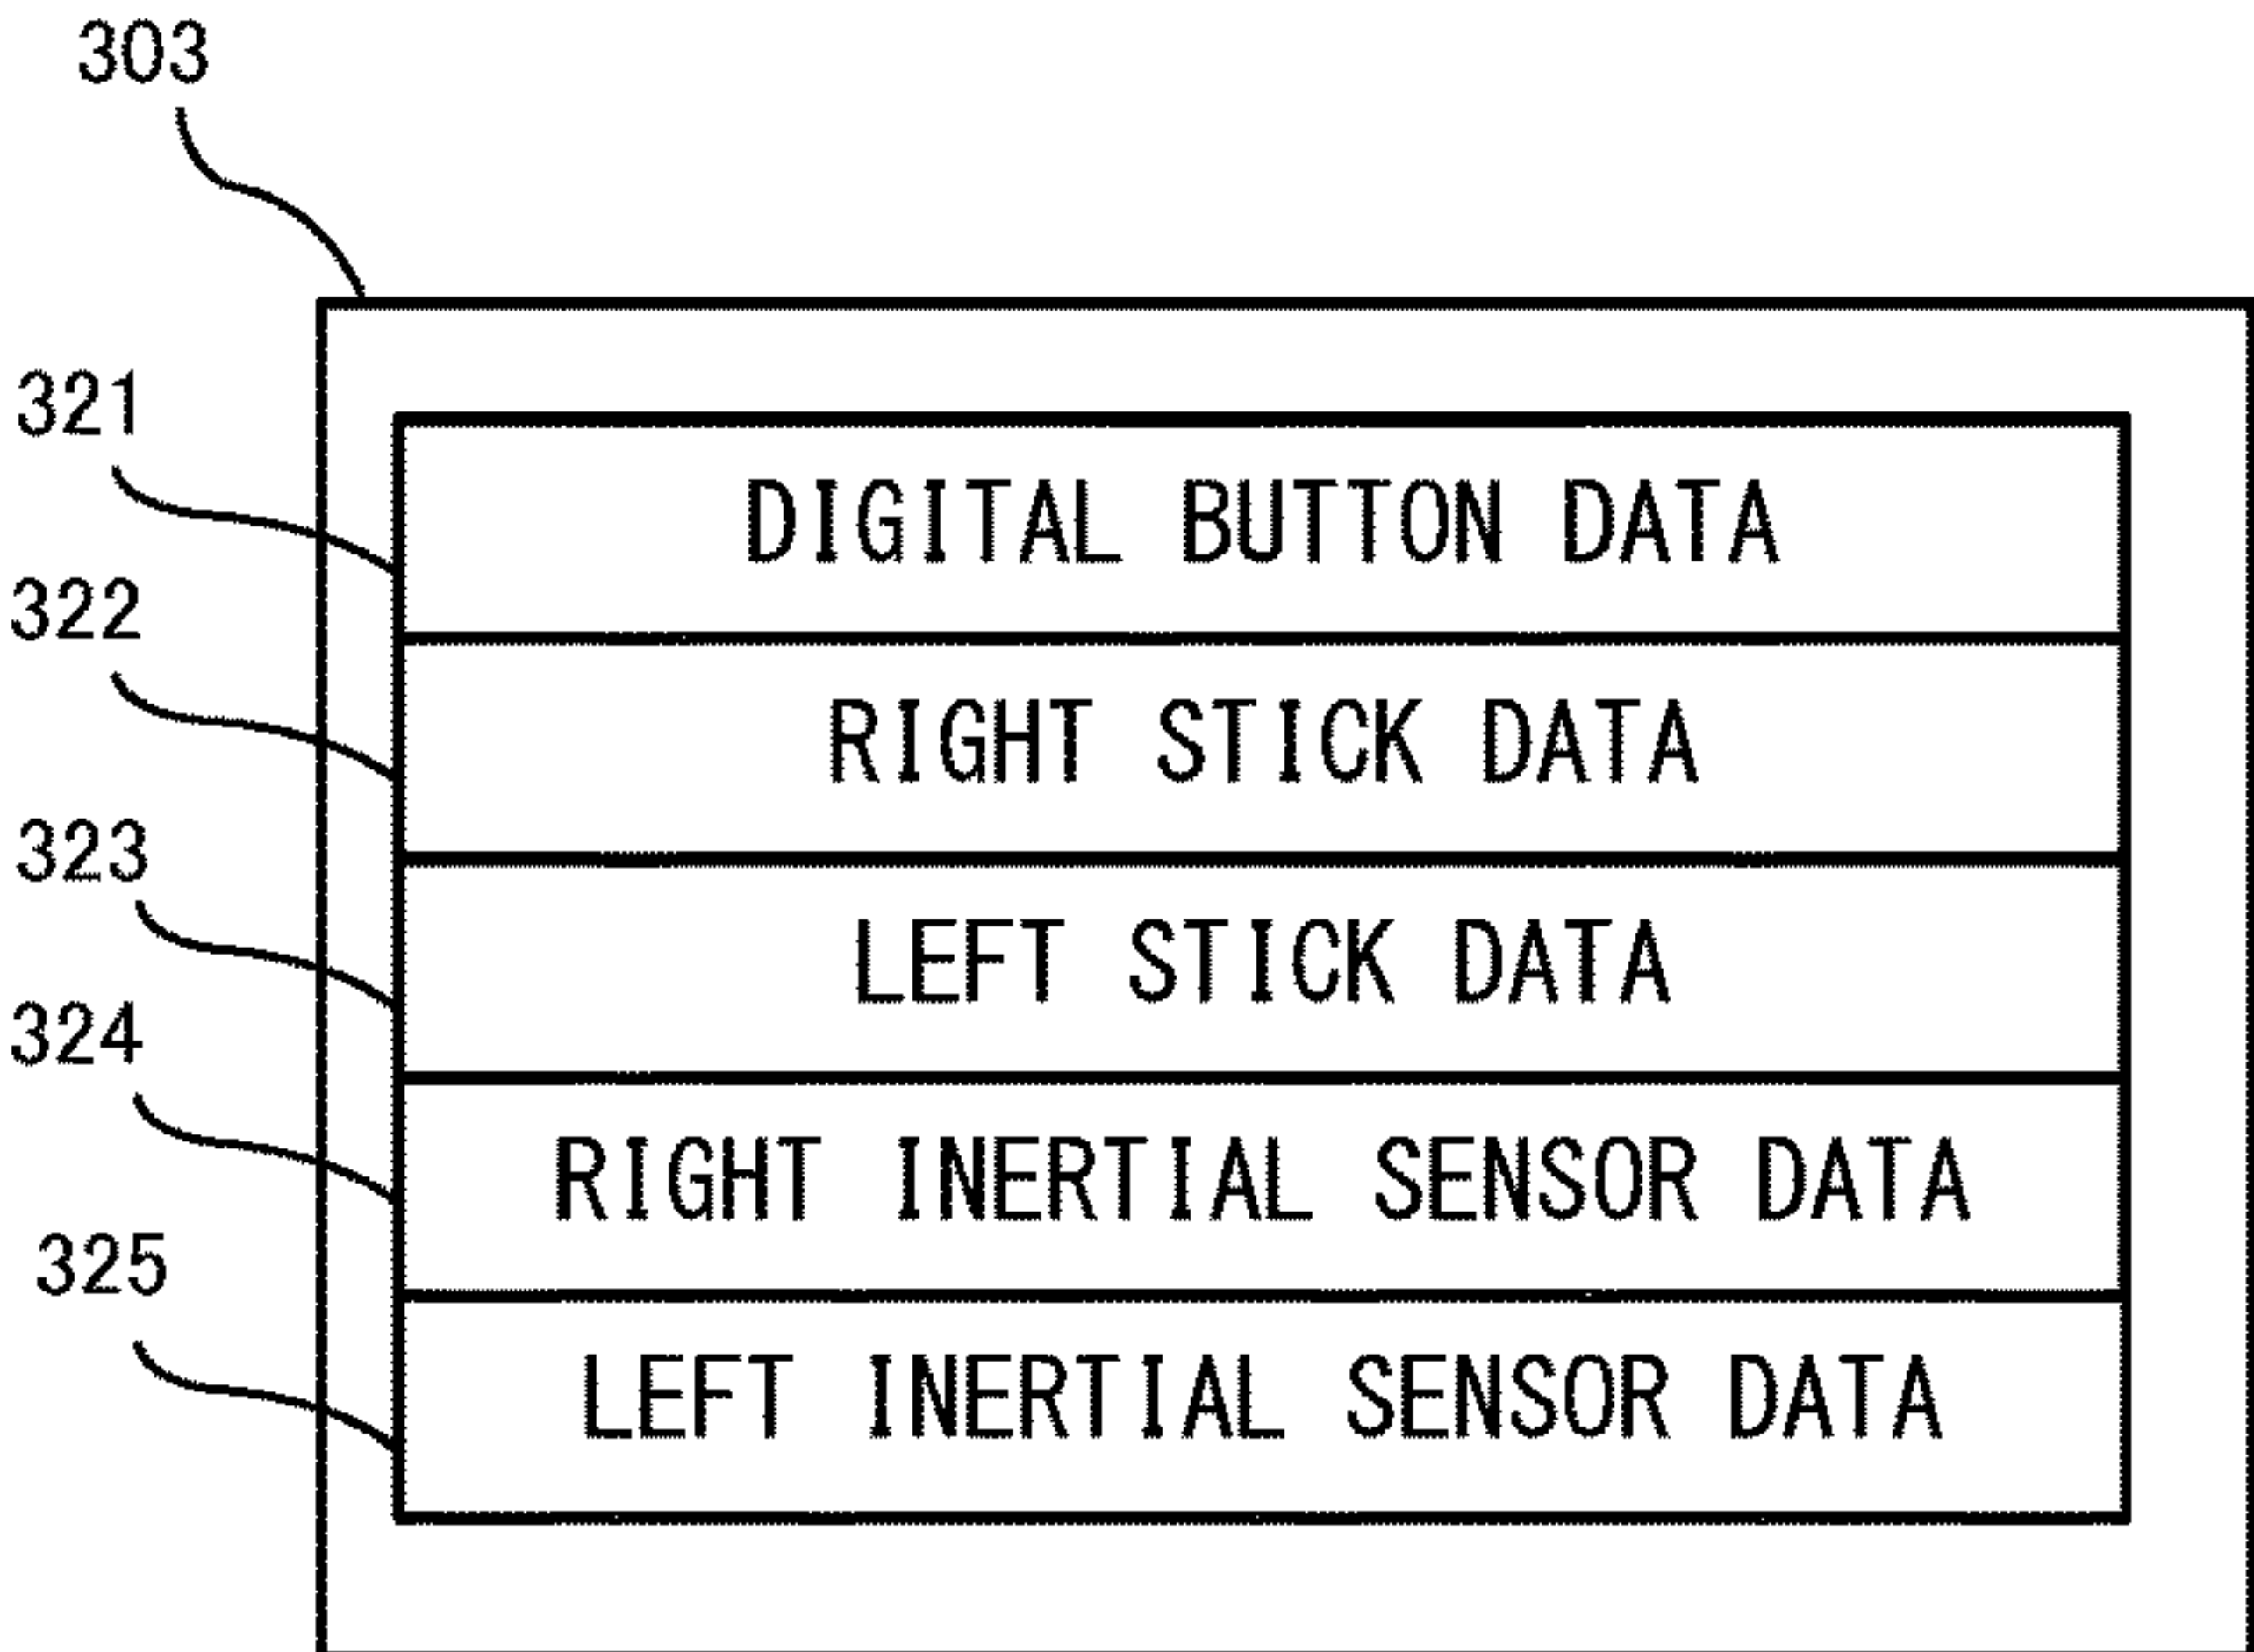 303
321
DIGITAL BUTTON DATA
322
RIGHT STICK DATA
323
LEFT STICK DATA
324
RIGHT INERTIAL SENSOR DATA
325
LEFT INERTIAL SENSOR DATA